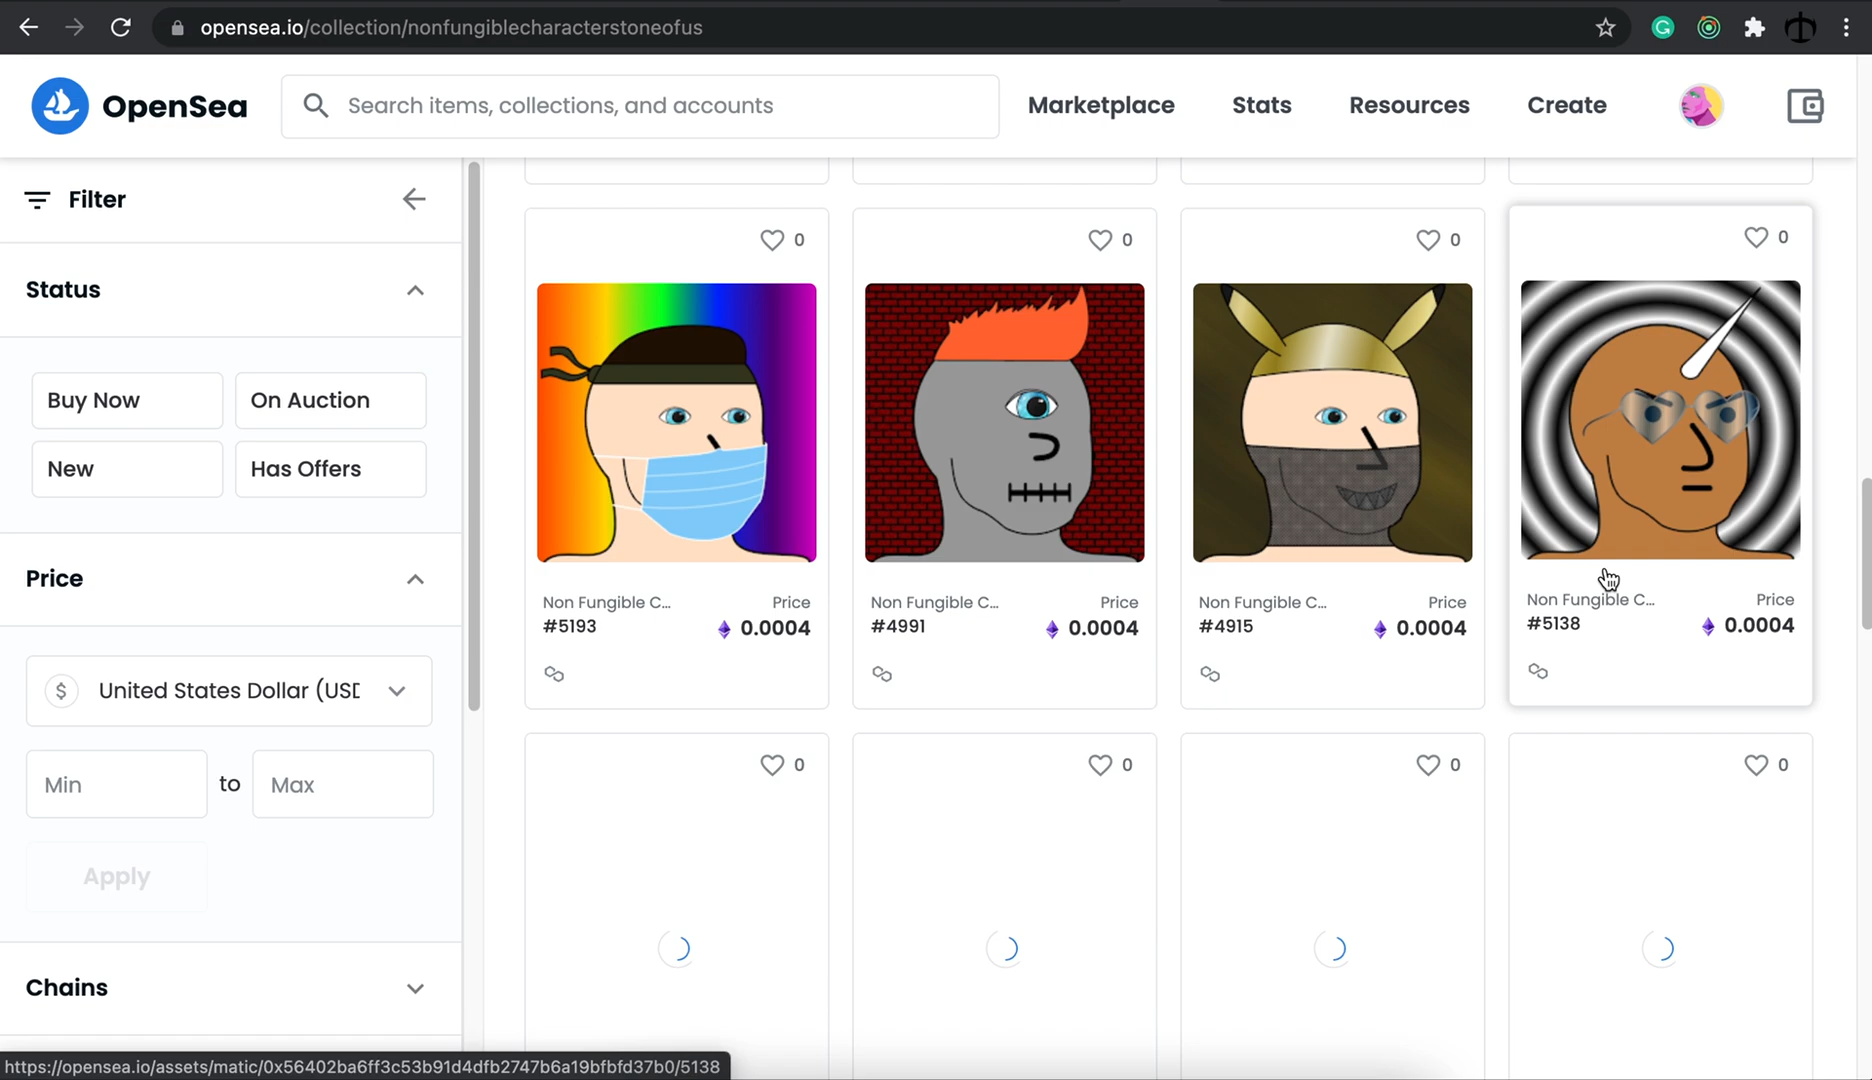 opensea.io/collection/nonfungiblecharacterstoneofus
OpenSea
Search items, collections, and accounts
Marketplace
Stats
Resources
Create
Filter
Status
Buy Now
On Auction
New
Has Offers
Price
$ United States Dollar (USD
Min
to
Max
Apply
Chains
0
0
0
0
Non Fungible C...
Price
#5193
0.0004
Non Fungible C...
Price
#4991
0.0004
Non Fungible C...
Price
#4915
0.0004
Non Fungible C...
Price
#5138
0.0004
0
0
0
0
https://opensea.io/assets/matic/0x56402ba6ff3c53b91d4dfb2747b6a19bfbfd37b0/5138